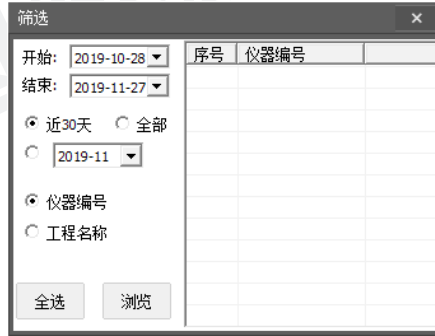 筛选
开始: 2019-10-28
结束: 2019-11-27
近30天 全部
2019-11
仪器编号
工程名称
全选 浏览
序号 仪器编号